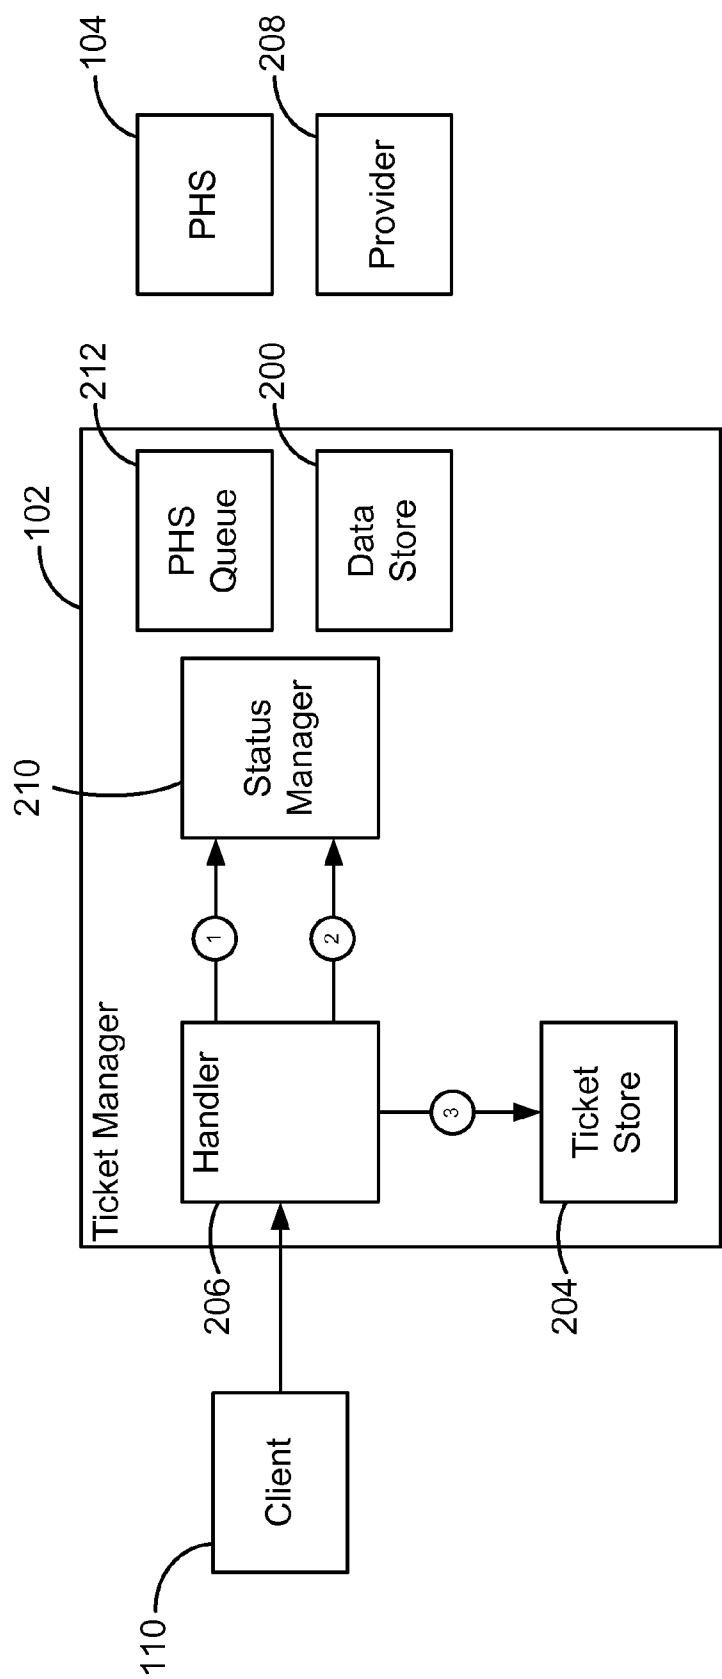 102
Ticket Manager
110
Client
206
Handler
1
2
3
204
Ticket
Store
210
Status
Manager
212
PHS
Queue
200
Data
Store
104
PHS
208
Provider